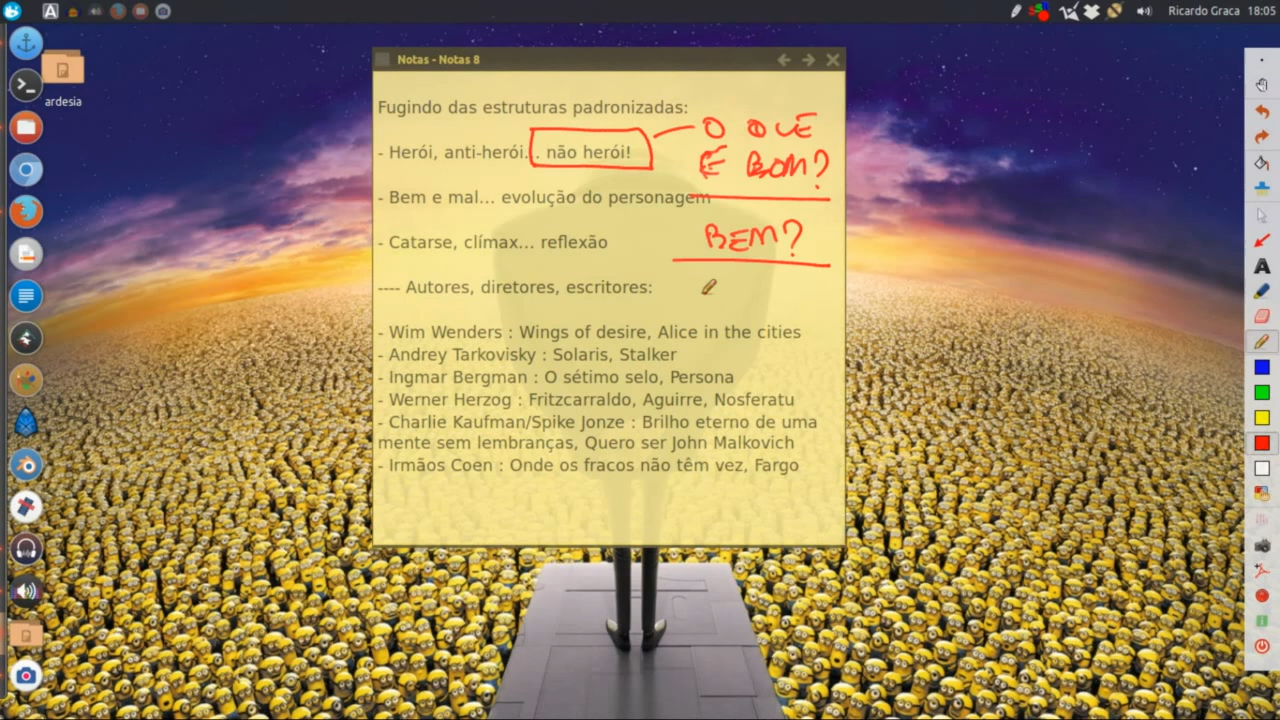 Ricardo Graca 18:05
ardesia
Notas - Notas 8
Fugindo das estruturas padronizadas:
- Herói, anti-herói... não herói!
O QUE
É BOM?
- Bem e mal... evolução do personagem
BEM?
- Catarse, clímax... reflexão
---- Autores, diretores, escritores:
- Wim Wenders : Wings of desire, Alice in the cities
- Andrey Tarkovisky : Solaris, Stalker
- Ingmar Bergman : O sétimo selo, Persona
- Werner Herzog : Fritzcarraldo, Aguirre, Nosferatu
- Charlie Kaufman/Spike Jonze : Brilho eterno de uma
mente sem lembranças, Quero ser John Malkovich
- Irmãos Coen : Onde os fracos não têm vez, Fargo